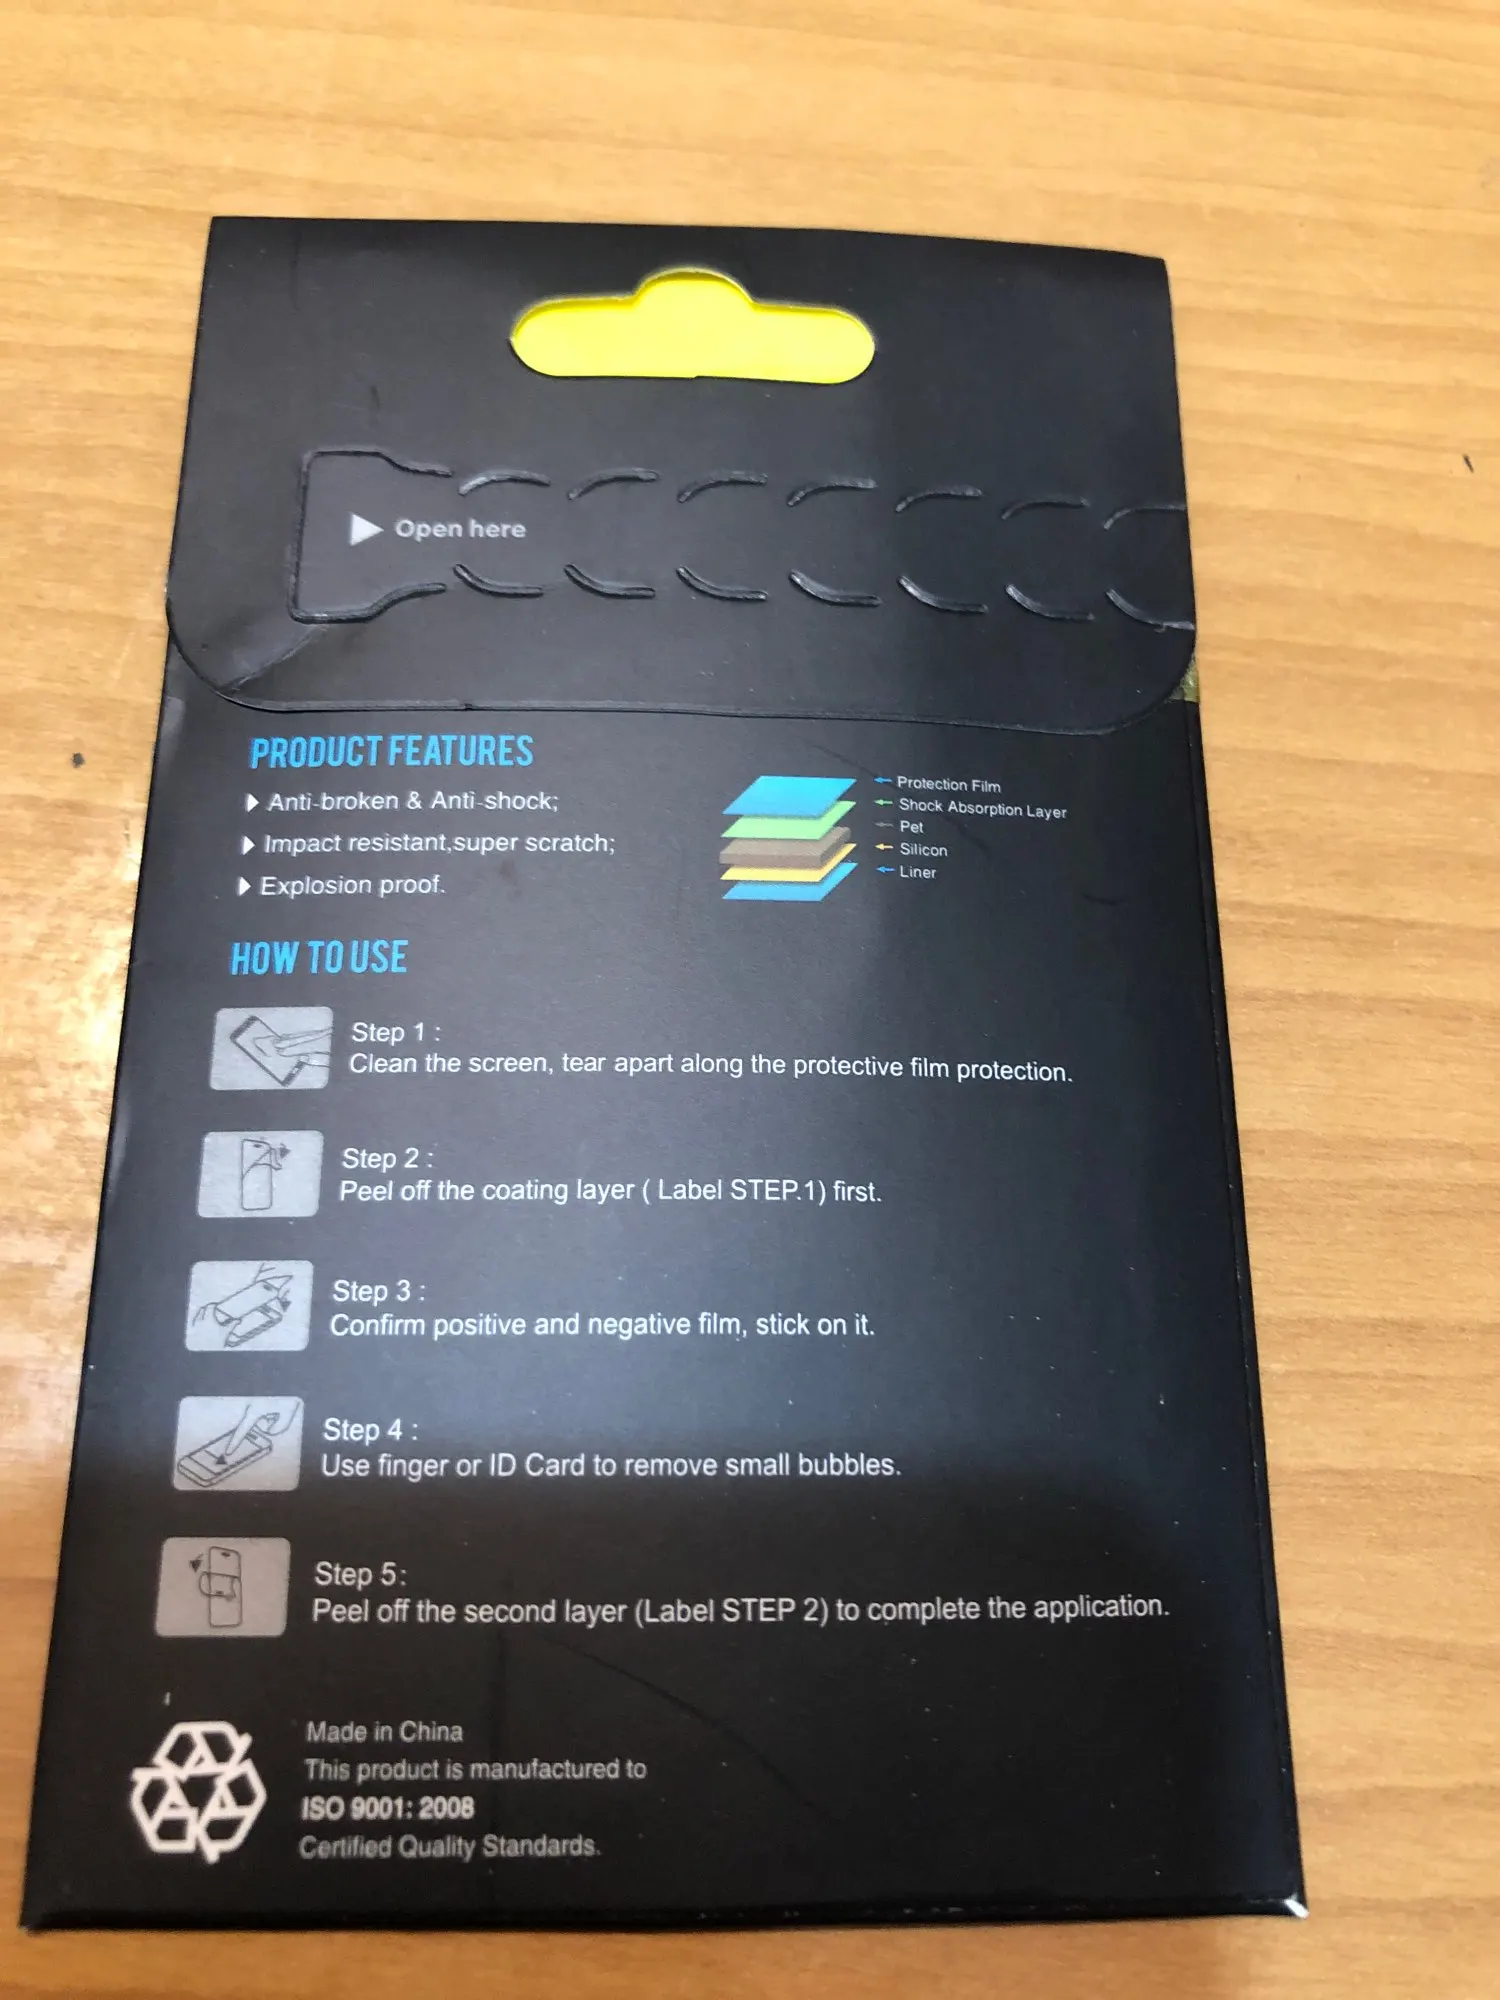 Open here
PRODUCT FEATURES
Anti-broken & Anti-shock;
Impact resistant,super scratch;
Explosion proof.
Protection Film
Shock Absorption Layer
Pet
Silicon
Liner
HOW TO USE
Step 1 :
Clean the screen, tear apart along the protective film protection.
Step 2 :
Peel off the coating layer ( Label STEP.1) first.
Step 3 :
Confirm positive and negative film, stick on it.
Step 4 :
Use finger or ID Card to remove small bubbles.
Step 5:
Peel off the second layer (Label STEP 2) to complete the application.
Made in China
This product is manufactured to
ISO 9001: 2008
Certified Quality Standards.